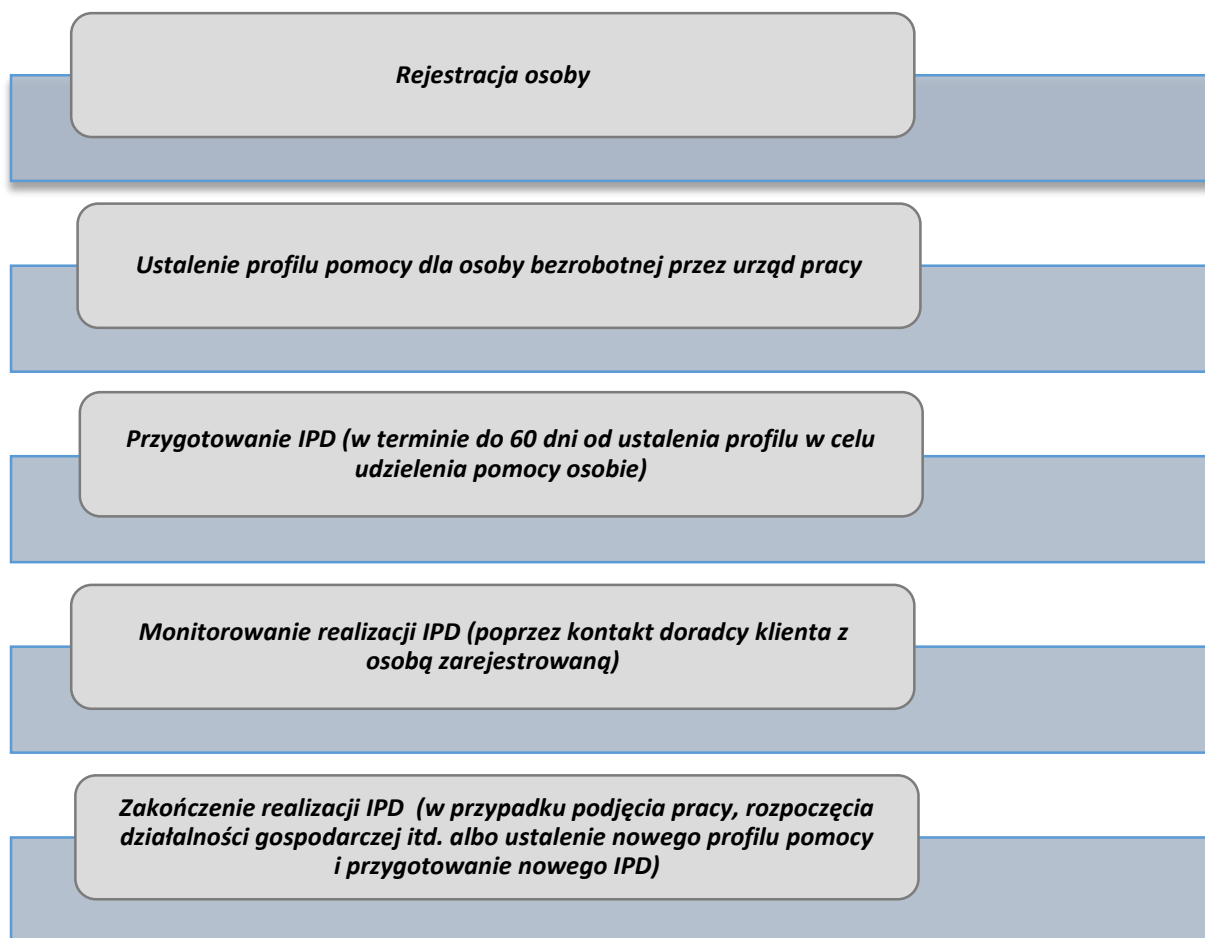 Rejestracja osoby
Ustalenie profilu pomocy dla osoby bezrobotnej przez urząd pracy
Przygotowanie IPD (w terminie do 60 dni od ustalenia profilu w celu
udzielenia pomocy osobie)
Monitorowanie realizacji IPD (poprzez kontakt doradcy klienta z
osobą zarejestrowaną)
Zakończenie realizacji IPD (w przypadku podjęcia pracy, rozpoczęcia
działalności gospodarczej itd. albo ustalenie nowego profilu pomocy
i przygotowanie nowego IPD)